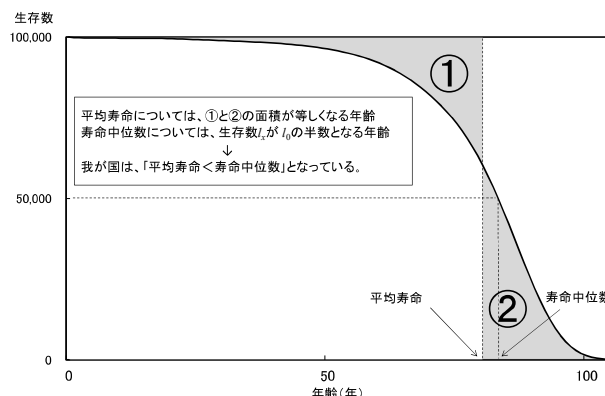 生存数
100,000
①
平均寿命については、①と②の面積が等しくなる年齢
寿命中位数については、生存数lxが l0の半数となる年齢
↓
我が国は、「平均寿命＜寿命中位数」となっている。
50,000
平均寿命
②
寿命中位数
0
0
50
100
年齢(年)